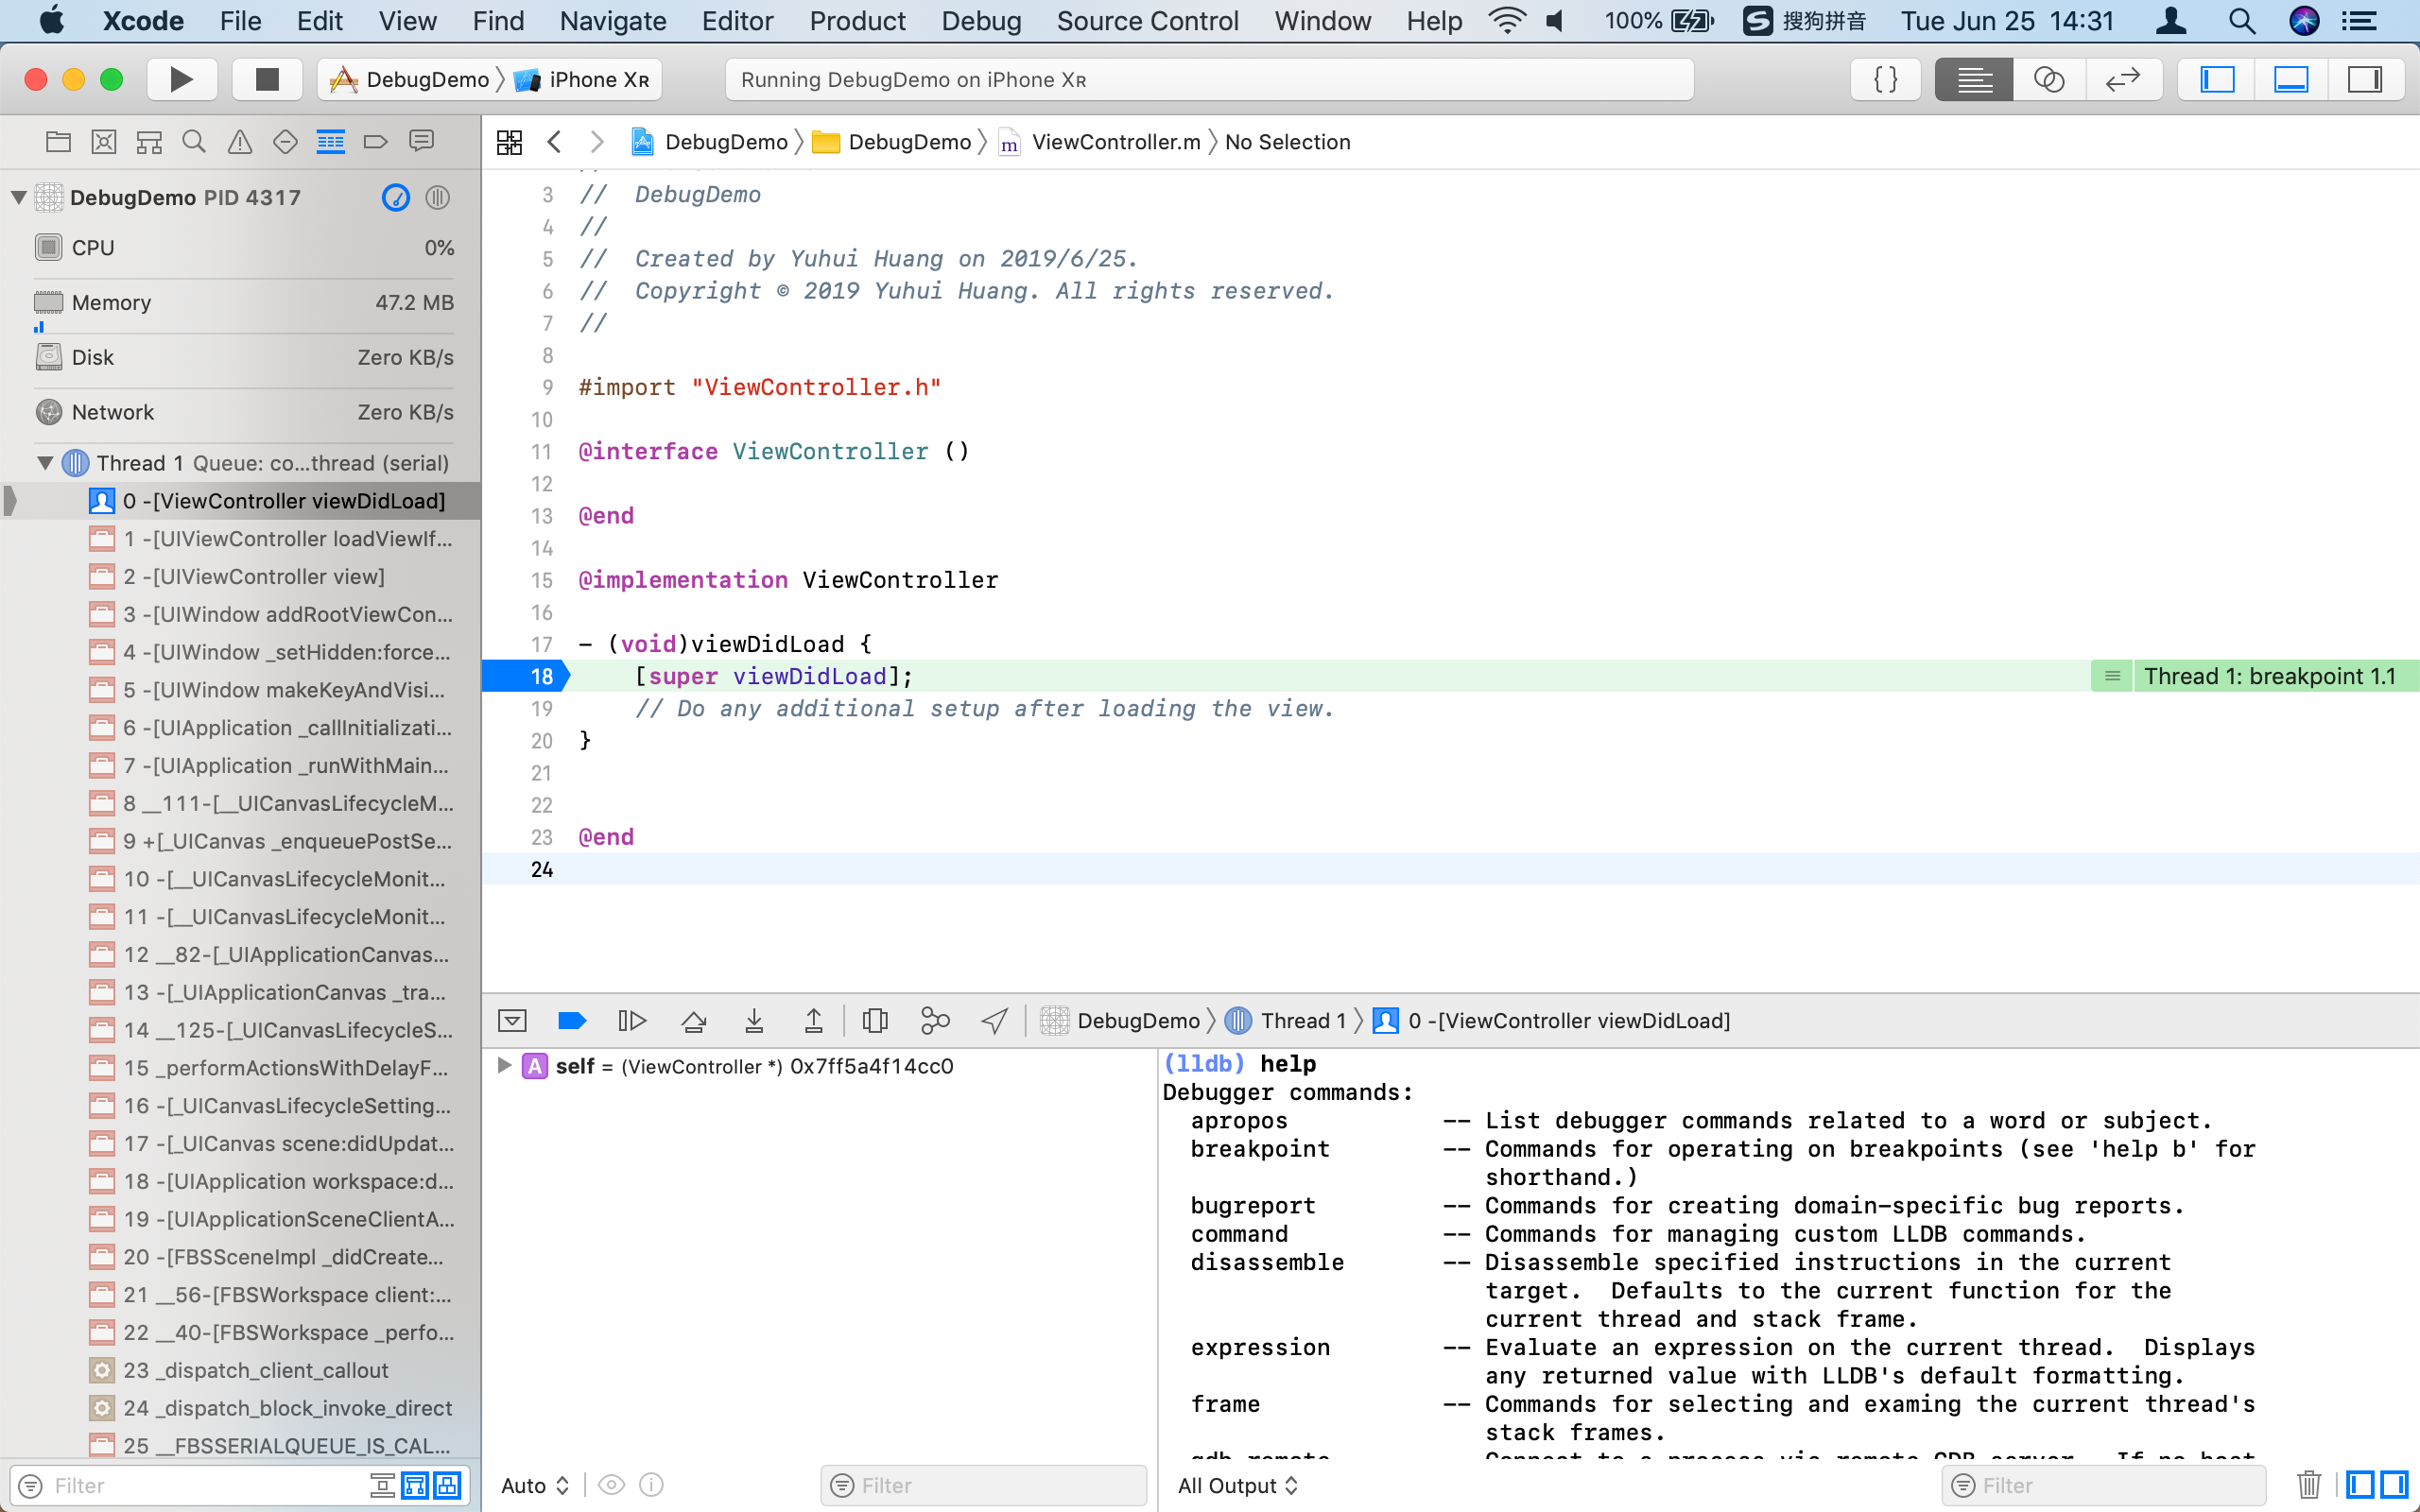 Xcode File Edit View Find Navigate Editor Product Debug Source Control Window Help 100% 搜狗拼音 Tue Jun 25 14:31
DebugDemo iPhone XR
Running DebugDemo on iPhone XR
{}
DebugDemo DebugDemo m ViewController.m No Selection
DebugDemo PID 4317
CPU 0%
Memory 47.2 MB
Disk Zero KB/s
Network Zero KB/s
Thread 1 Queue: co...thread (serial)
0 -[ViewController viewDidLoad]
1 -[UIViewController loadViewIf...
2 -[UIViewController view]
3 -[UIWindow addRootViewCon...
4 -[UIWindow _setHidden:force...
5 -[UIWindow makeKeyAndVisi...
6 -[UIApplication _callInitializati...
7 -[UIApplication _runWithMain...
8 __111-[__UICanvasLifecycleM...
9 +[_UICanvas _enqueuePostSe...
10 -[__UICanvasLifecycleMonit...
11 -[__UICanvasLifecycleMonit...
12 __82-[_UIApplicationCanvas...
13 -[_UIApplicationCanvas _tra...
14 __125-[_UICanvasLifecycleS...
15 _performActionsWithDelayF...
16 -[_UICanvasLifecycleSetting...
17 -[_UICanvas scene:didUpdat...
18 -[UIApplication workspace:d...
19 -[UIApplicationSceneClientA...
20 -[FBSSceneImpl _didCreate...
21 __56-[FBSWorkspace client:...
22 __40-[FBSWorkspace _perfo...
23 _dispatch_client_callout
24 _dispatch_block_invoke_direct
25 __FBSSERIALQUEUE_IS_CAL...
Filter
3 //  DebugDemo
4 //
5 //  Created by Yuhui Huang on 2019/6/25.
6 //  Copyright © 2019 Yuhui Huang. All rights reserved.
7 //
8
9 #import "ViewController.h"
10
11 @interface ViewController ()
12
13 @end
14
15 @implementation ViewController
16
17 - (void)viewDidLoad {
18     [super viewDidLoad]; Thread 1: breakpoint 1.1
19     // Do any additional setup after loading the view.
20 }
21
22
23 @end
24
DebugDemo Thread 1 0 -[ViewController viewDidLoad]
A self = (ViewController *) 0x7ff5a4f14cc0
Auto Filter
(lldb) help
Debugger commands:
apropos -- List debugger commands related to a word or subject.
breakpoint -- Commands for operating on breakpoints (see 'help b' for
shorthand.)
bugreport -- Commands for creating domain-specific bug reports.
command -- Commands for managing custom LLDB commands.
disassemble -- Disassemble specified instructions in the current
target.  Defaults to the current function for the
current thread and stack frame.
expression -- Evaluate an expression on the current thread.  Displays
any returned value with LLDB's default formatting.
frame -- Commands for selecting and examing the current thread's
stack frames.
gdb-remote -- Connect to a process via remote GDB server.  If no host
All Output Filter